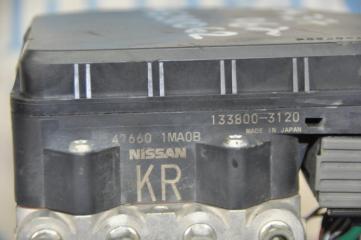 133800-3120
MADE IN JAPAN
47660 1MA0B
NISSAN
KR